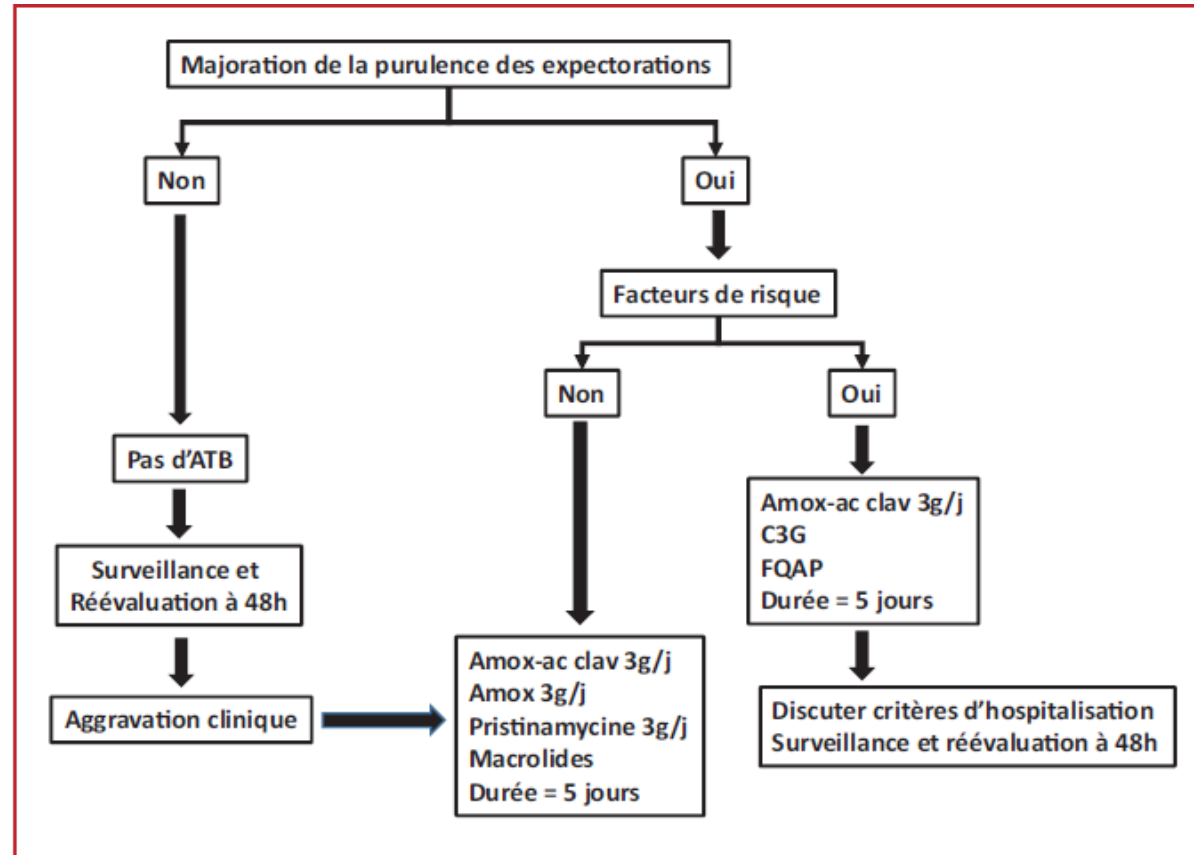 Majoration de la purulence des expectorations
Non
Oui
Facteurs de risque
Non
Oui
Pas d'ATB
Surveillance et
Réévaluation à 48h
Aggravation clinique
Amox-ac clav 3g/j
Amox 3g/j
Pristinamycine 3g/j
Macrolides
Durée = 5 jours
Amox-ac clav 3g/j
C3G
FQAP
Durée = 5 jours
Discuter critères d'hospitalisation
Surveillance et réévaluation à 48h